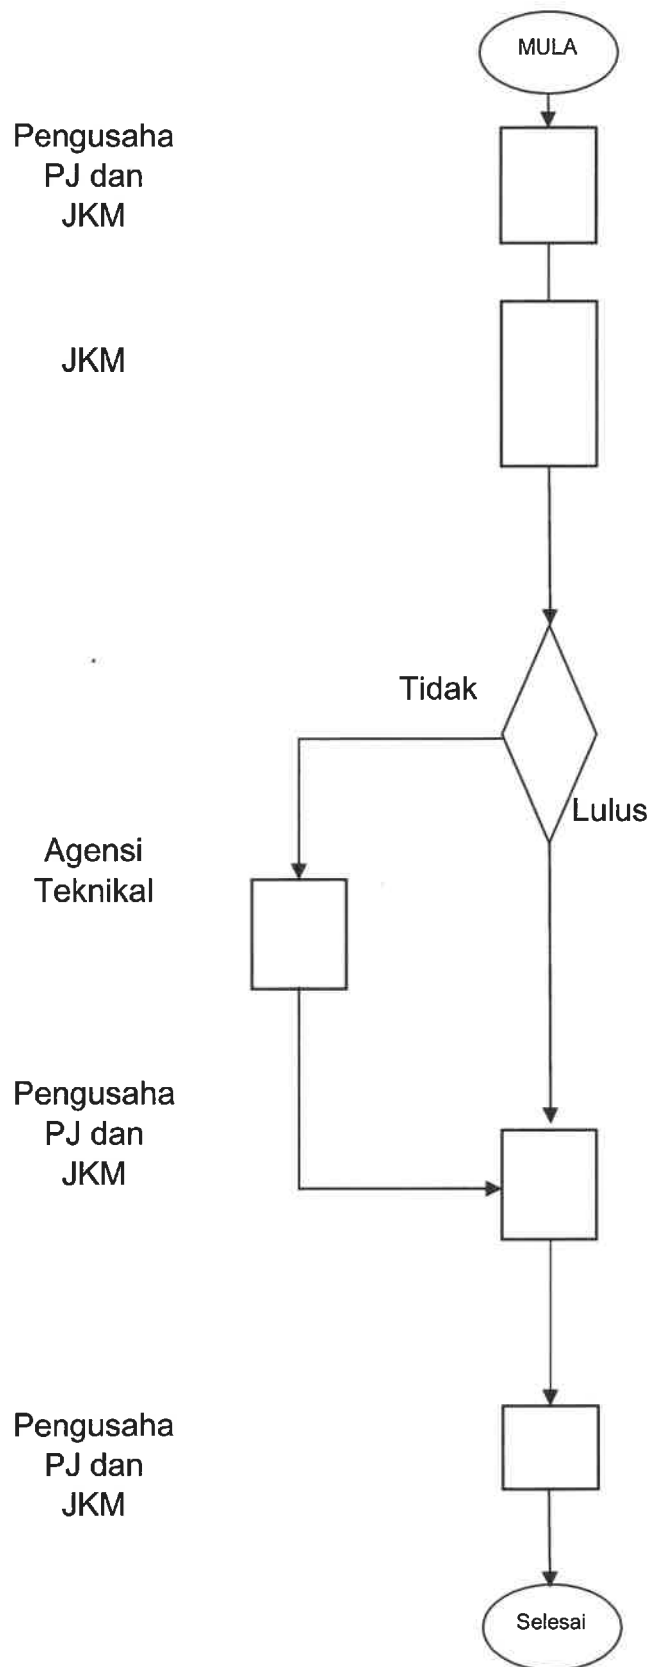 MULA
Pengusaha
PJ dan
JKM
JKM
Tidak
Lulus
Agensi
Teknikal
Pengusaha
PJ dan
JKM
Pengusaha
PJ dan
JKM
Selesai